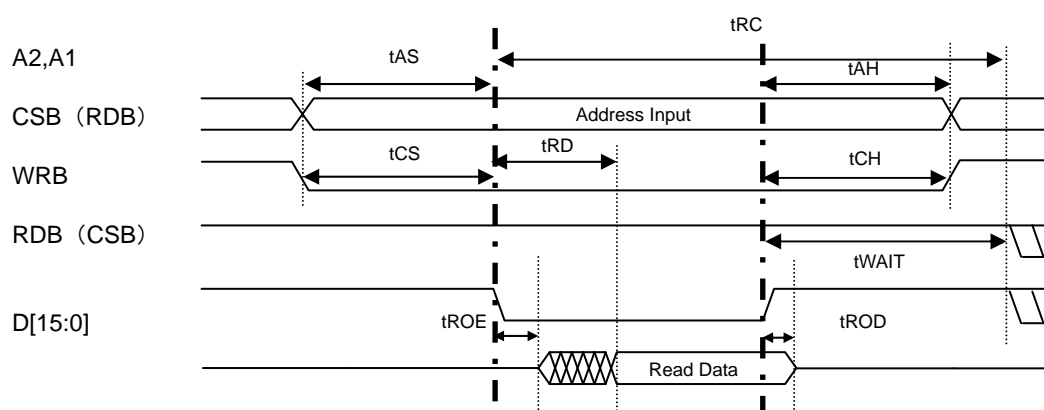 tRC
A2,A1
tAS
tAH
CSB（RDB）
Address Input
tCS
tRD
tCH
WRB
RDB（CSB）
tWAIT
D[15:0]
tROE
tROD
Read Data